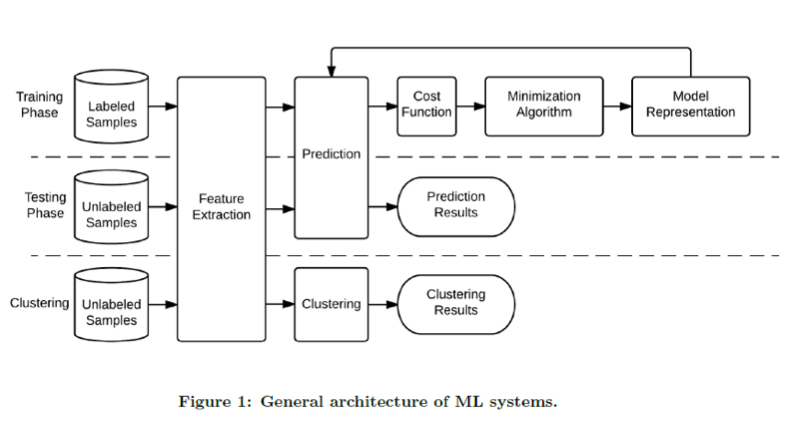 Training
Phase
Labeled
Samples
Cost
Function
Minimization
Algorithm
Model
Representation
Prediction
Testing
Phase
Unlabeled
Samples
Feature
Extraction
Prediction
Results
Clustering
Unlabeled
Samples
Clustering
Clustering
Results
Figure 1: General architecture of ML systems.